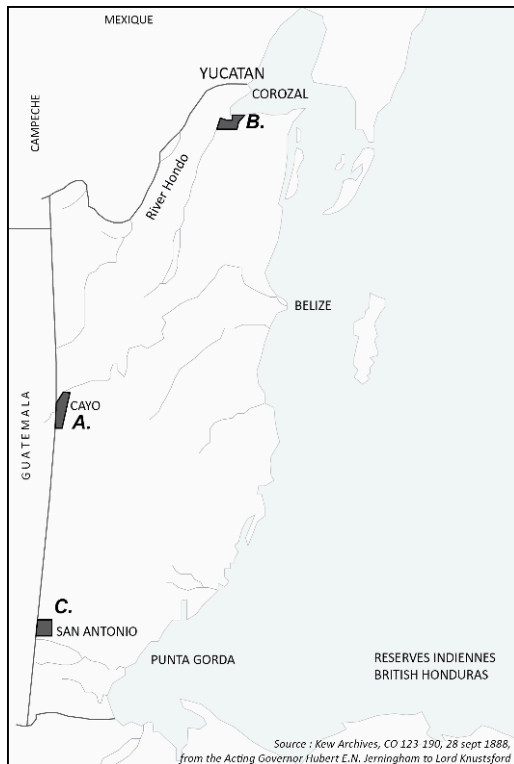 MEXIQUE
YUCATAN
COROZAL
B.
CAMPECHE
River Hondo
BELIZE
GUATEMALA
CAYO
A.
C.
SAN ANTONIO
PUNTA GORDA
RESERVES INDIENNES
BRITISH HONDURAS
Source : Kew Archives, CO 123 190, 28 sept 1888,
from the Acting Governor Hubert E.N. Jerningham to Lord Knustsford